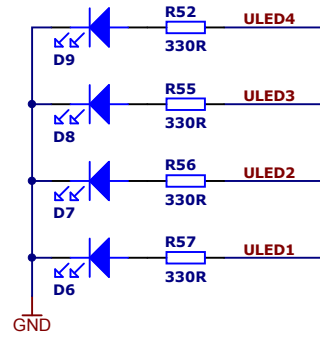 R52
ULED4
D9
330R
R55
ULED3
D8
330R
R56
ULED2
D7
330R
R57
ULED1
D6
330R
GND